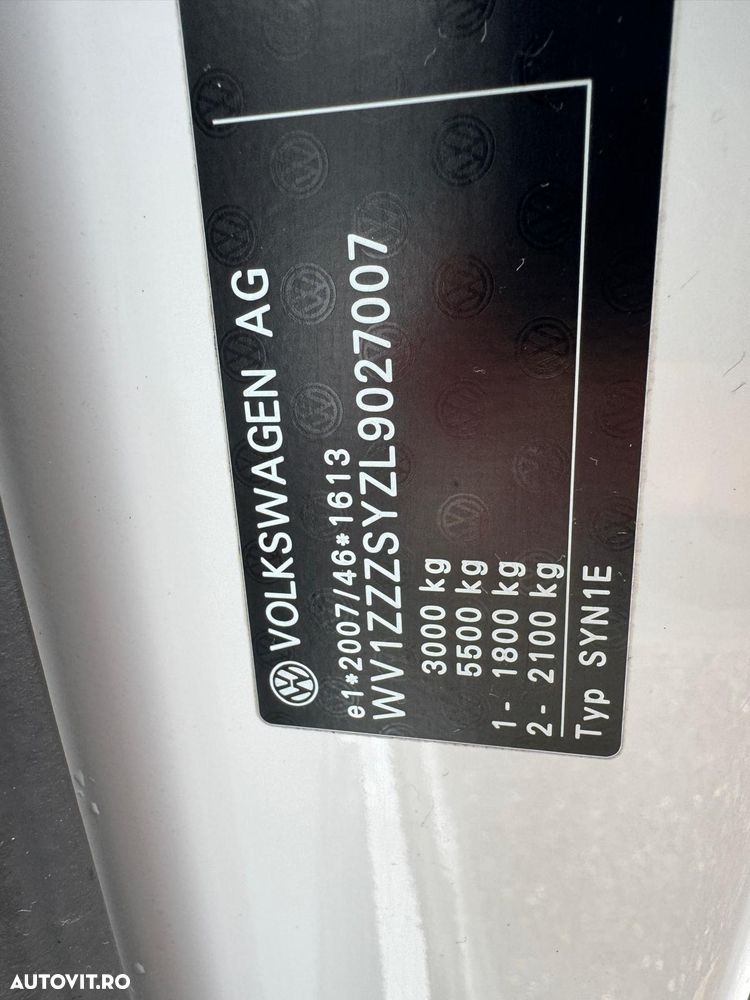 VOLKSWAGEN AG
e1*2007/46*1613
WV1ZZZSYZL9027007
3000 kg
5500 kg
1- 1800 kg
2- 2100 kg
Typ SYN1E
AUTOVIT.RO